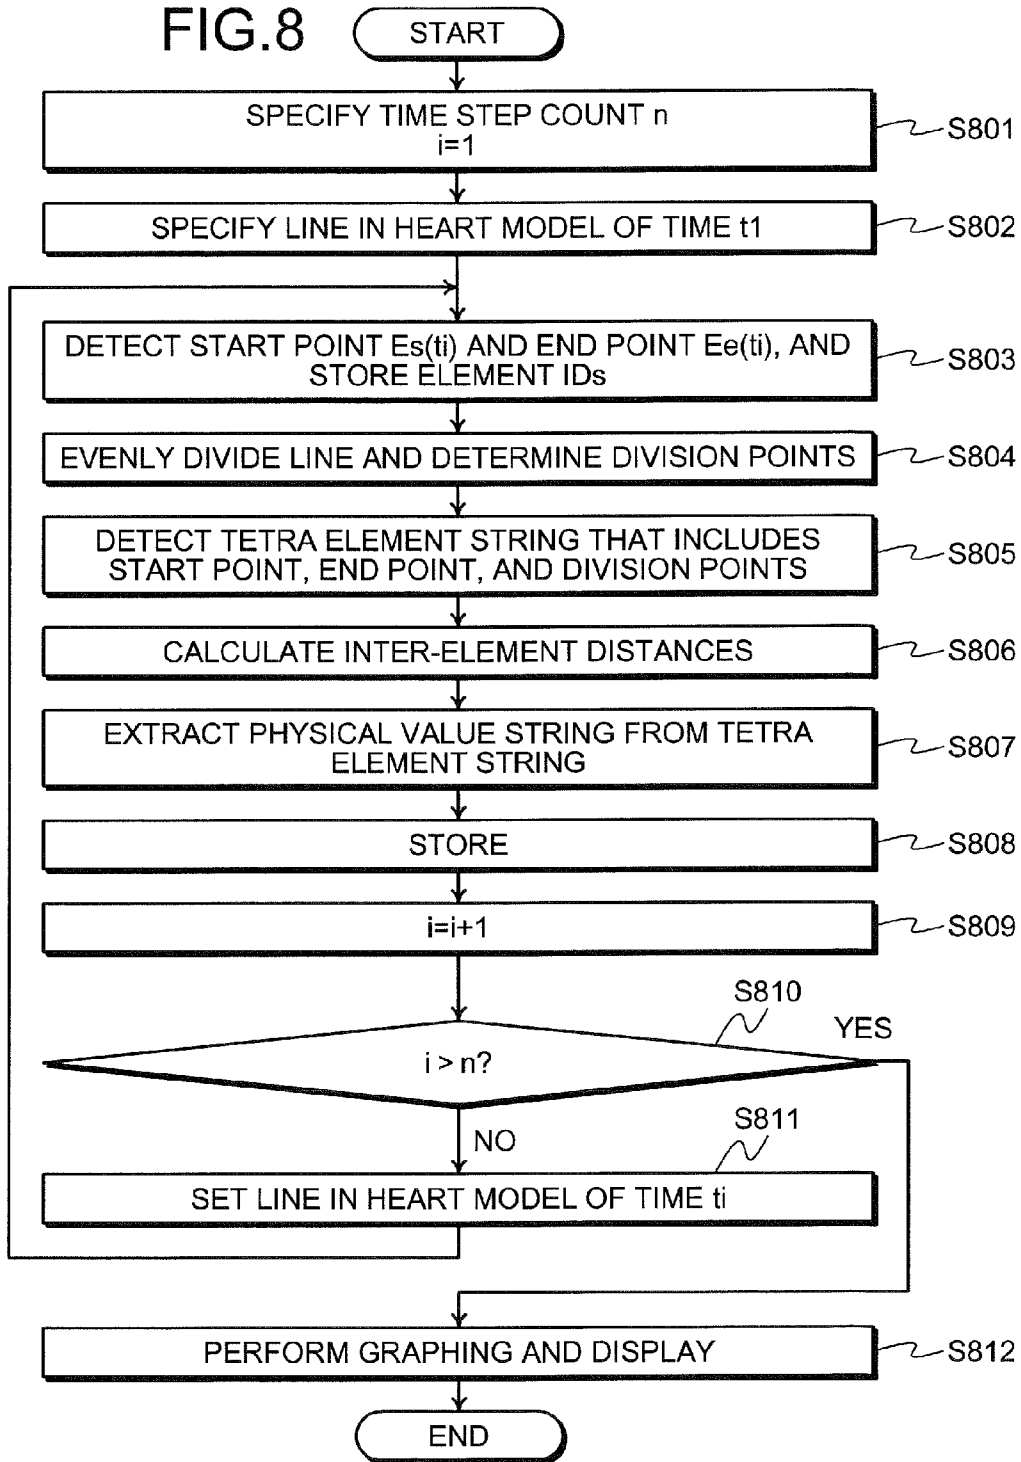 FIG.8
START
SPECIFY TIME STEP COUNT n
i=1
S801
SPECIFY LINE IN HEART MODEL OF TIME t1
S802
DETECT START POINT Es(ti) AND END POINT Ee(ti), AND
STORE ELEMENT IDs
S803
EVENLY DIVIDE LINE AND DETERMINE DIVISION POINTS
S804
DETECT TETRA ELEMENT STRING THAT INCLUDES
START POINT, END POINT, AND DIVISION POINTS
S805
CALCULATE INTER-ELEMENT DISTANCES
S806
EXTRACT PHYSICAL VALUE STRING FROM TETRA
ELEMENT STRING
S807
STORE
S808
i=i+1
S809
S810
YES
i > n?
NO
S811
SET LINE IN HEART MODEL OF TIME ti
PERFORM GRAPHING AND DISPLAY
S812
END